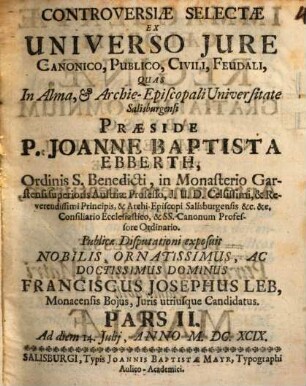 CONTROVERSIÆ SELECTÆ
EX
UNIVERSO JURE
CANONICO, PUBLICO, CIVILI, FEUDALI,
QUAS
In Alma, & Archi-Episcopali Universitate
Salisburgensi
PRÆSIDE
P. JOANNE BAPTISTA
EBBERTH,
Ordinis S. Benedicti, in Monasterio Gar-
stensi superioris Austriæ Professo, J. U. D. Celsissimi, & Re-
verendissimi Principis, & Archi-Episcopi Salisburgensis &c. &c.
Consiliario Ecclesiastico, & SS. Canonum Profes-
sore Ordinario.
Publicæ Disputationi exposuit
NOBILIS, ORNATISSIMUS, AC
DOCTISSIMUS DOMINUS
FRANCISCUS JOSEPHUS LEB,
Monacensis Bojus, Juris utriusque Candidatus.
PARS II.
Ad diem 14. Julij, ANNO M. DC. XCIX.
SALISBURGI, Typis JOANNIS BAPTISTÆ MAYR, Typographi
Aulico-Academici.